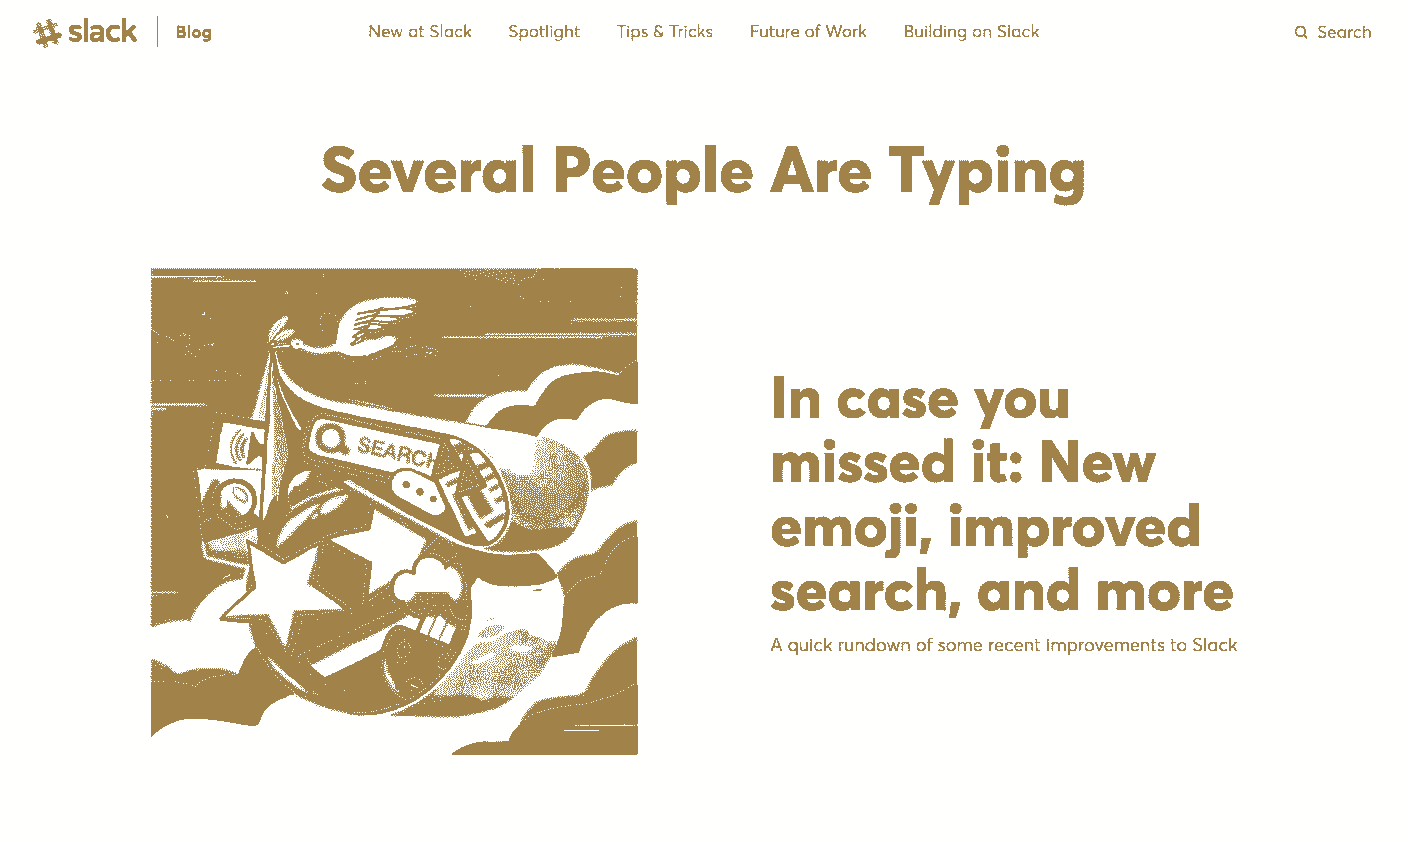 slack Blog New at Slack Spotlight Tips & Tricks Future of Work Building on Slack Search
Several People Are Typing
SEARCH
In case you
missed it: New
emoji, improved
search, and more
A quick rundown of some recent improvements to Slack